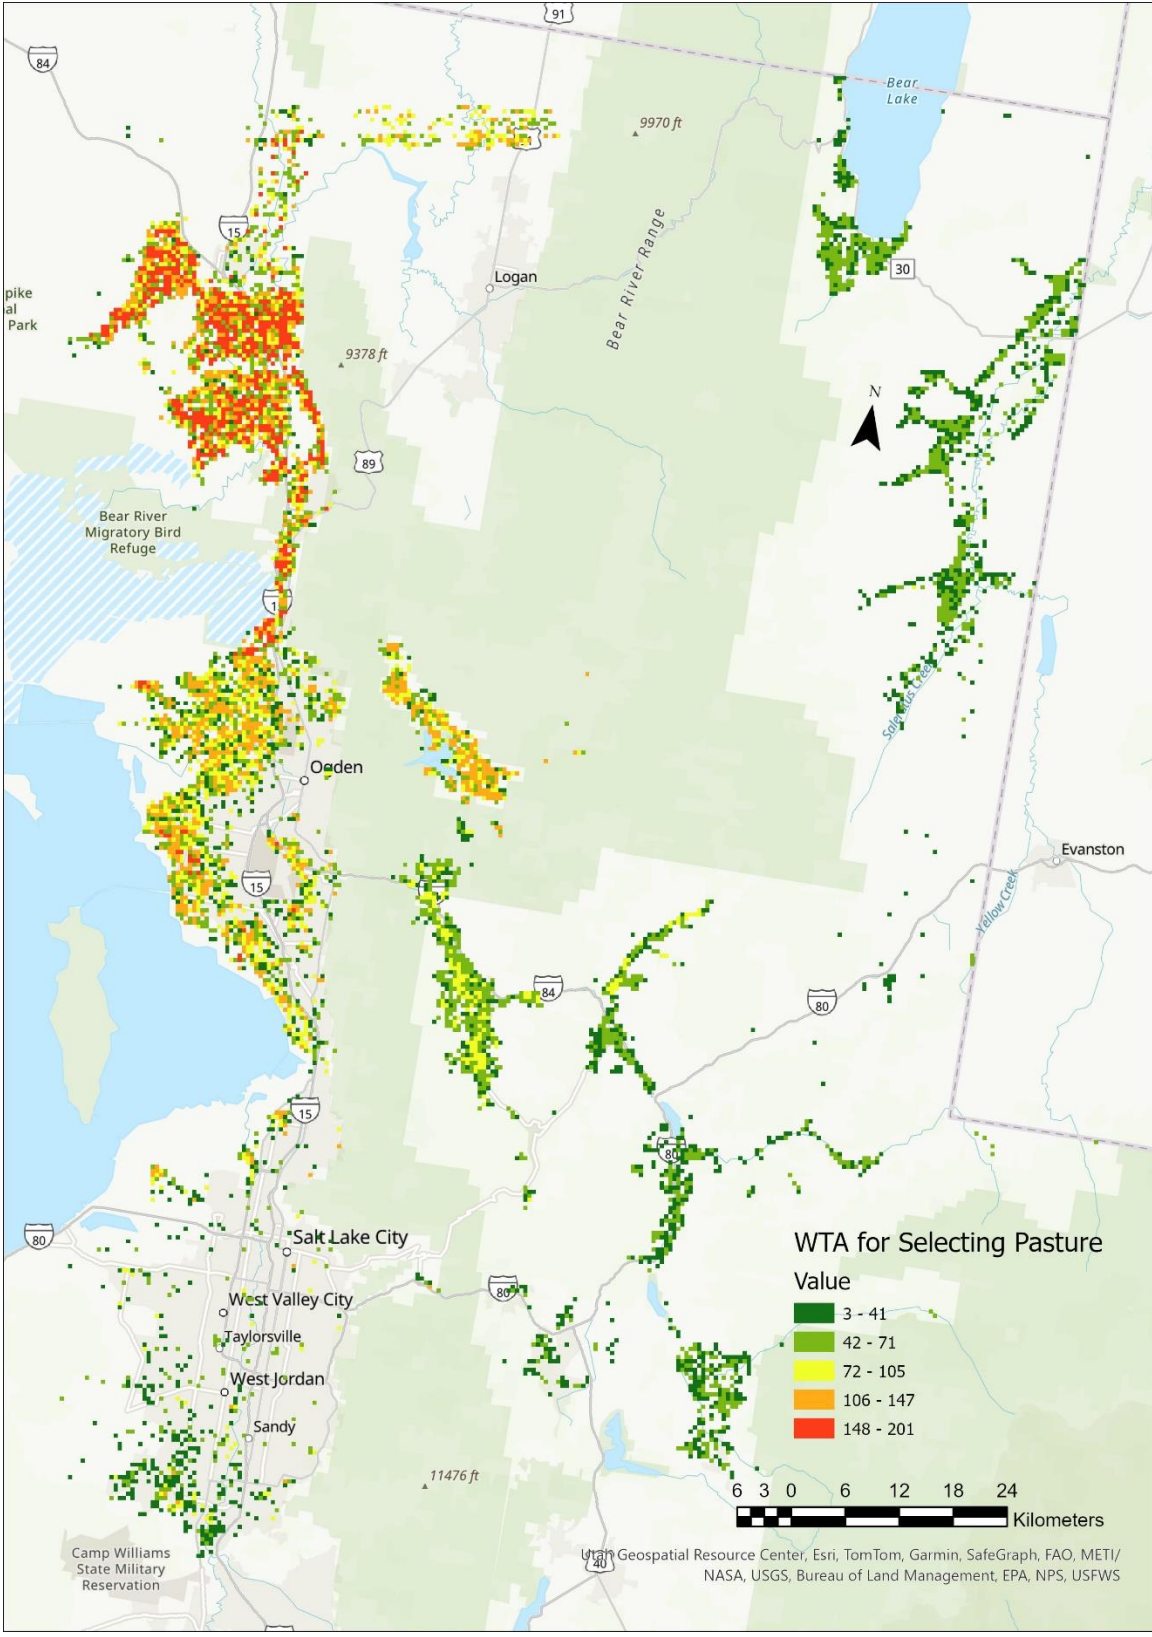 91
84
Bear
Lake
9970 ft
15
Logan
30
Bear River Range
pike
al
Park
9378 ft
N
89
Bear River
Migratory Bird
Refuge
Ogden
Evanston
15
Yellow Creek
84
80
15
80
Salt Lake City
80
80
West Valley City
Taylorsville
West Jordan
Sandy
11476 ft
WTA for Selecting Pasture
Value
3 - 41
42 - 71
72 - 105
106 - 147
148 - 201
6 3 0 6 12 18 24
Kilometers
Camp Williams
State Military
Reservation
40
Utah Geospatial Resource Center, Esri, TomTom, Garmin, SafeGraph, FAO, METI/
NASA, USGS, Bureau of Land Management, EPA, NPS, USFWS